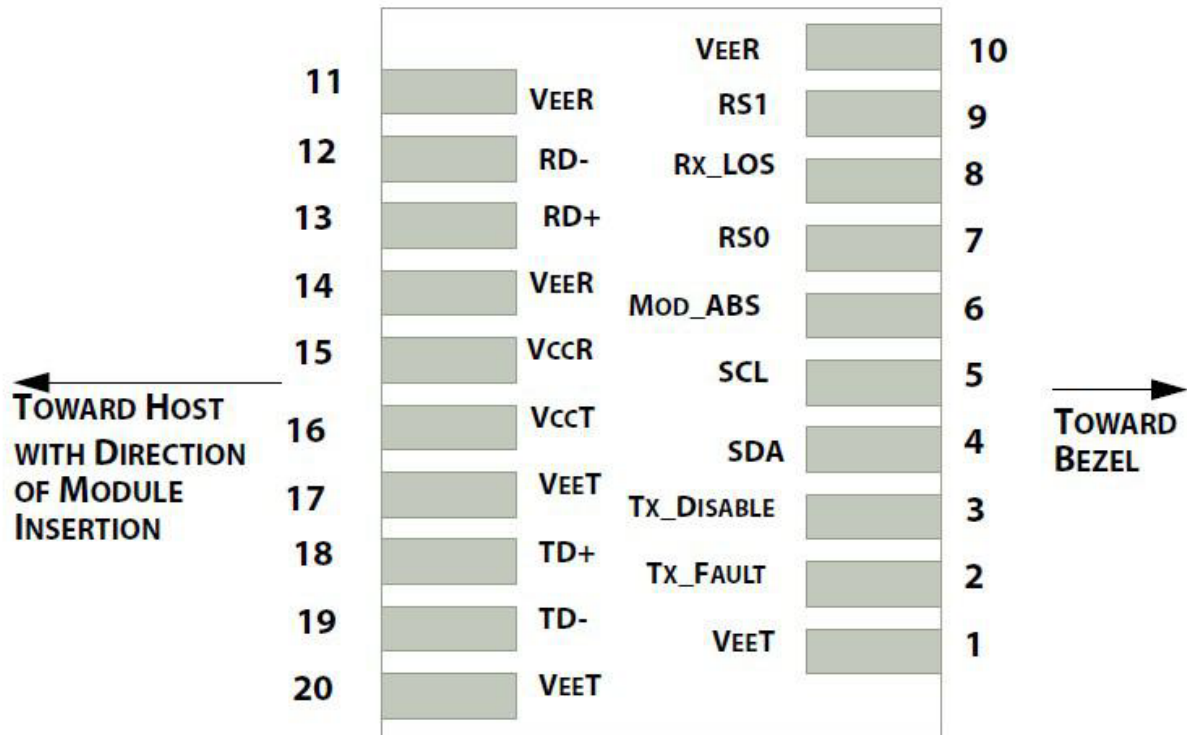 11 VEER
12 RD-
13 RD+
14 VEER
15 VCCR
16 VCCT
17 VEET
18 TD+
19 TD-
20 VEET
VEER 10
RS1 9
RX_LOS 8
RS0 7
MOD_ABS 6
SCL 5
SDA 4
TX_DISABLE 3
TX_FAULT 2
VEET 1
TOWARD HOST
WITH DIRECTION
OF MODULE
INSERTION
TOWARD
BEZEL